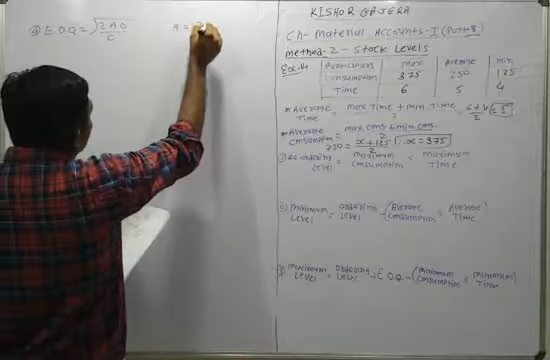 ④ E.O.Q = √2AO
C
A =
KISHOR GAJERA
Ch- Material Accounts-I (Part-8)
method-2 - Stock Levels
Ex-4
Particulars max. Average min.
Consumption 375 250 125
Time 6 5 4
* Average Time = max Time + min Time / 2 = 6+4 / 2 = 5
* Average Consumption = max cons. + min cons. / 2
250 = x + 125 / 2 ∴ x = 375
① Re ordering Level = maximum Consumption × maximum Time
② minimum Level = ordering Level - (Average Consumption × Average Time)
③ maximum Level = ordering Level + E.O.Q. - (minimum Consumption × minimum Time)